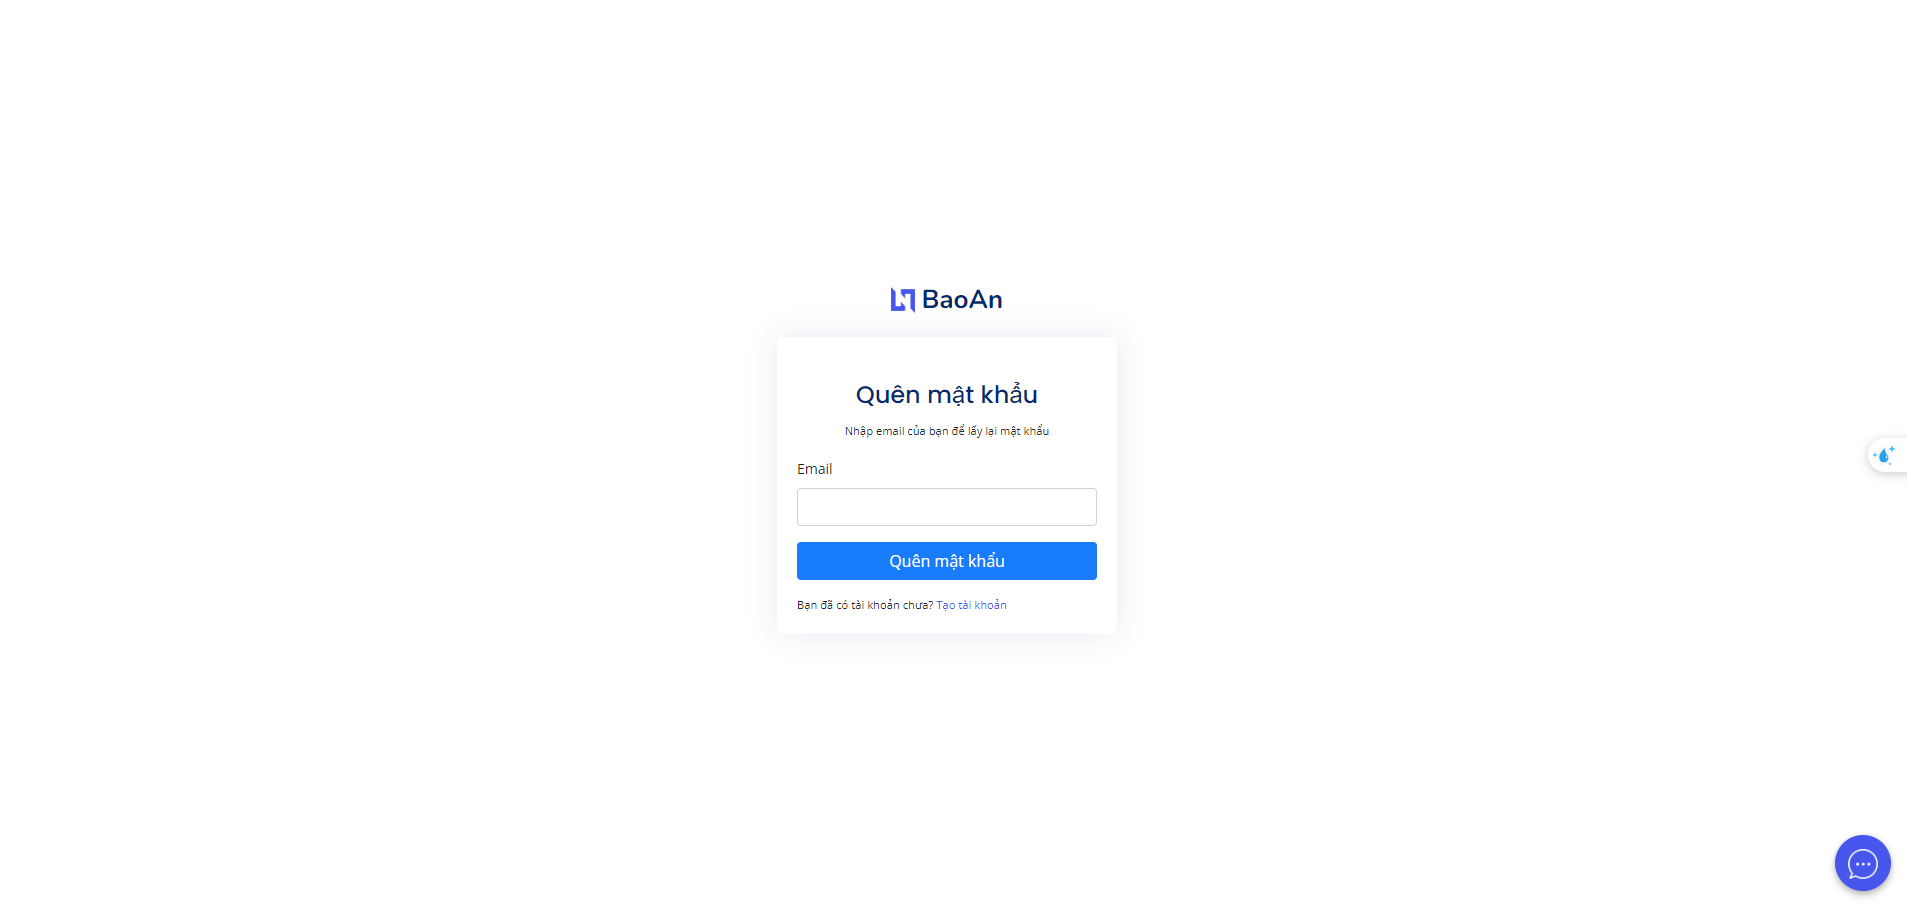 BaoAn
Quên mật khẩu
Nhập email của bạn để lấy lại mật khẩu
Email
Quên mật khẩu
Bạn đã có tài khoản chưa? Tạo tài khoản